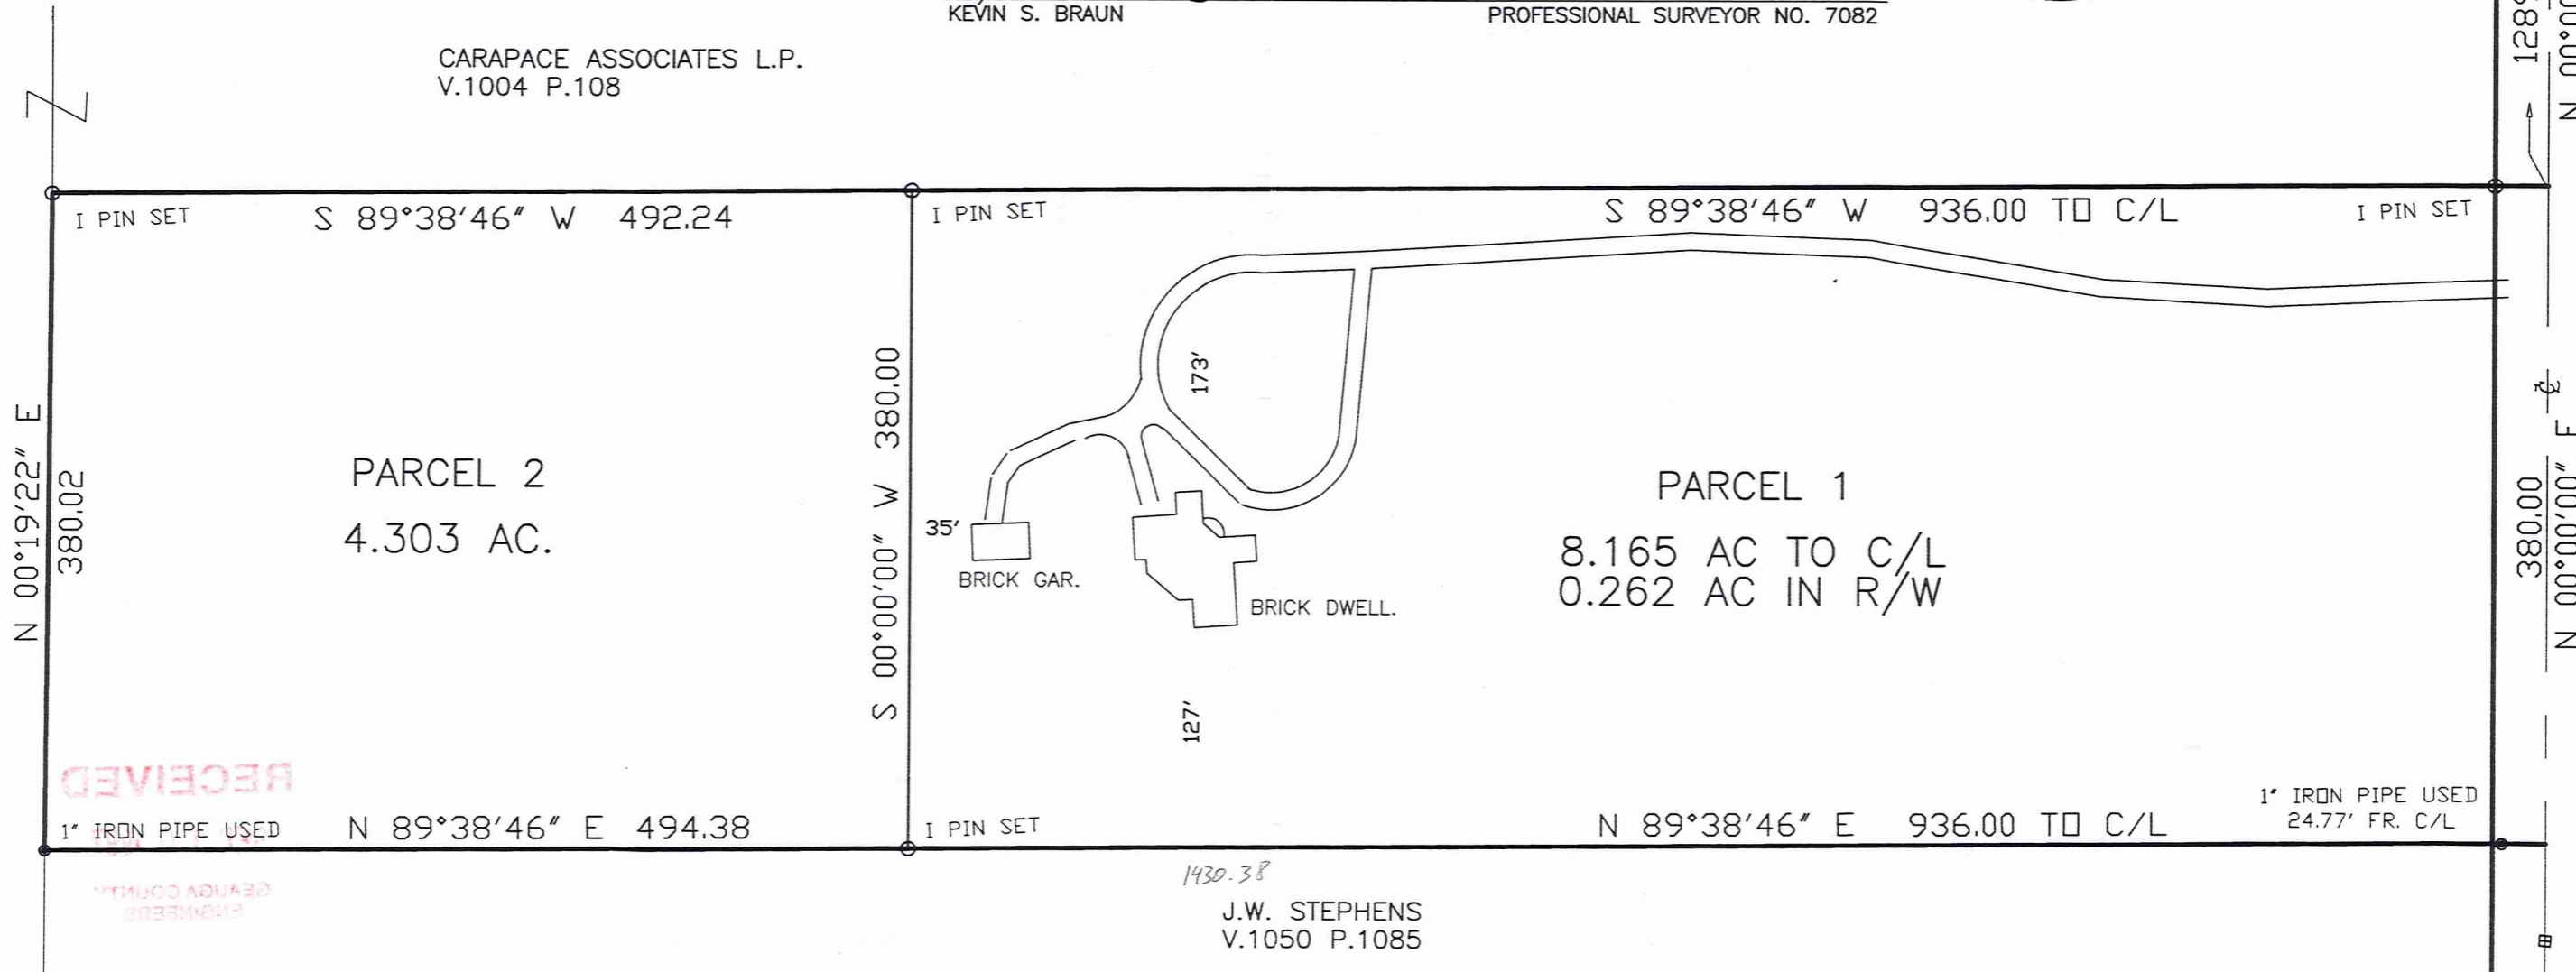 KEVIN S. BRAUN
PROFESSIONAL SURVEYOR NO. 7082
CARAPACE ASSOCIATES L.P.
V.1004 P.108
I PIN SET
S 89°38'46" W 492.24
I PIN SET
S 89°38'46" W 936.00 TO C/L
I PIN SET
N 00°19'22" E
380.02
PARCEL 2
4.303 AC.
S 00°00'00" W 380.00
173'
35'
BRICK GAR.
BRICK DWELL.
127'
PARCEL 1
8.165 AC TO C/L
0.262 AC IN R/W
380.00
N 00°00'00" E
RECEIVED
1" IRON PIPE USED
N 89°38'46" E 494.38
I PIN SET
N 89°38'46" E 936.00 TO C/L
1" IRON PIPE USED
24.77' FR. C/L
GEAUGA COUNTY
ENGINEERS
1430.38
J.W. STEPHENS
V.1050 P.1085